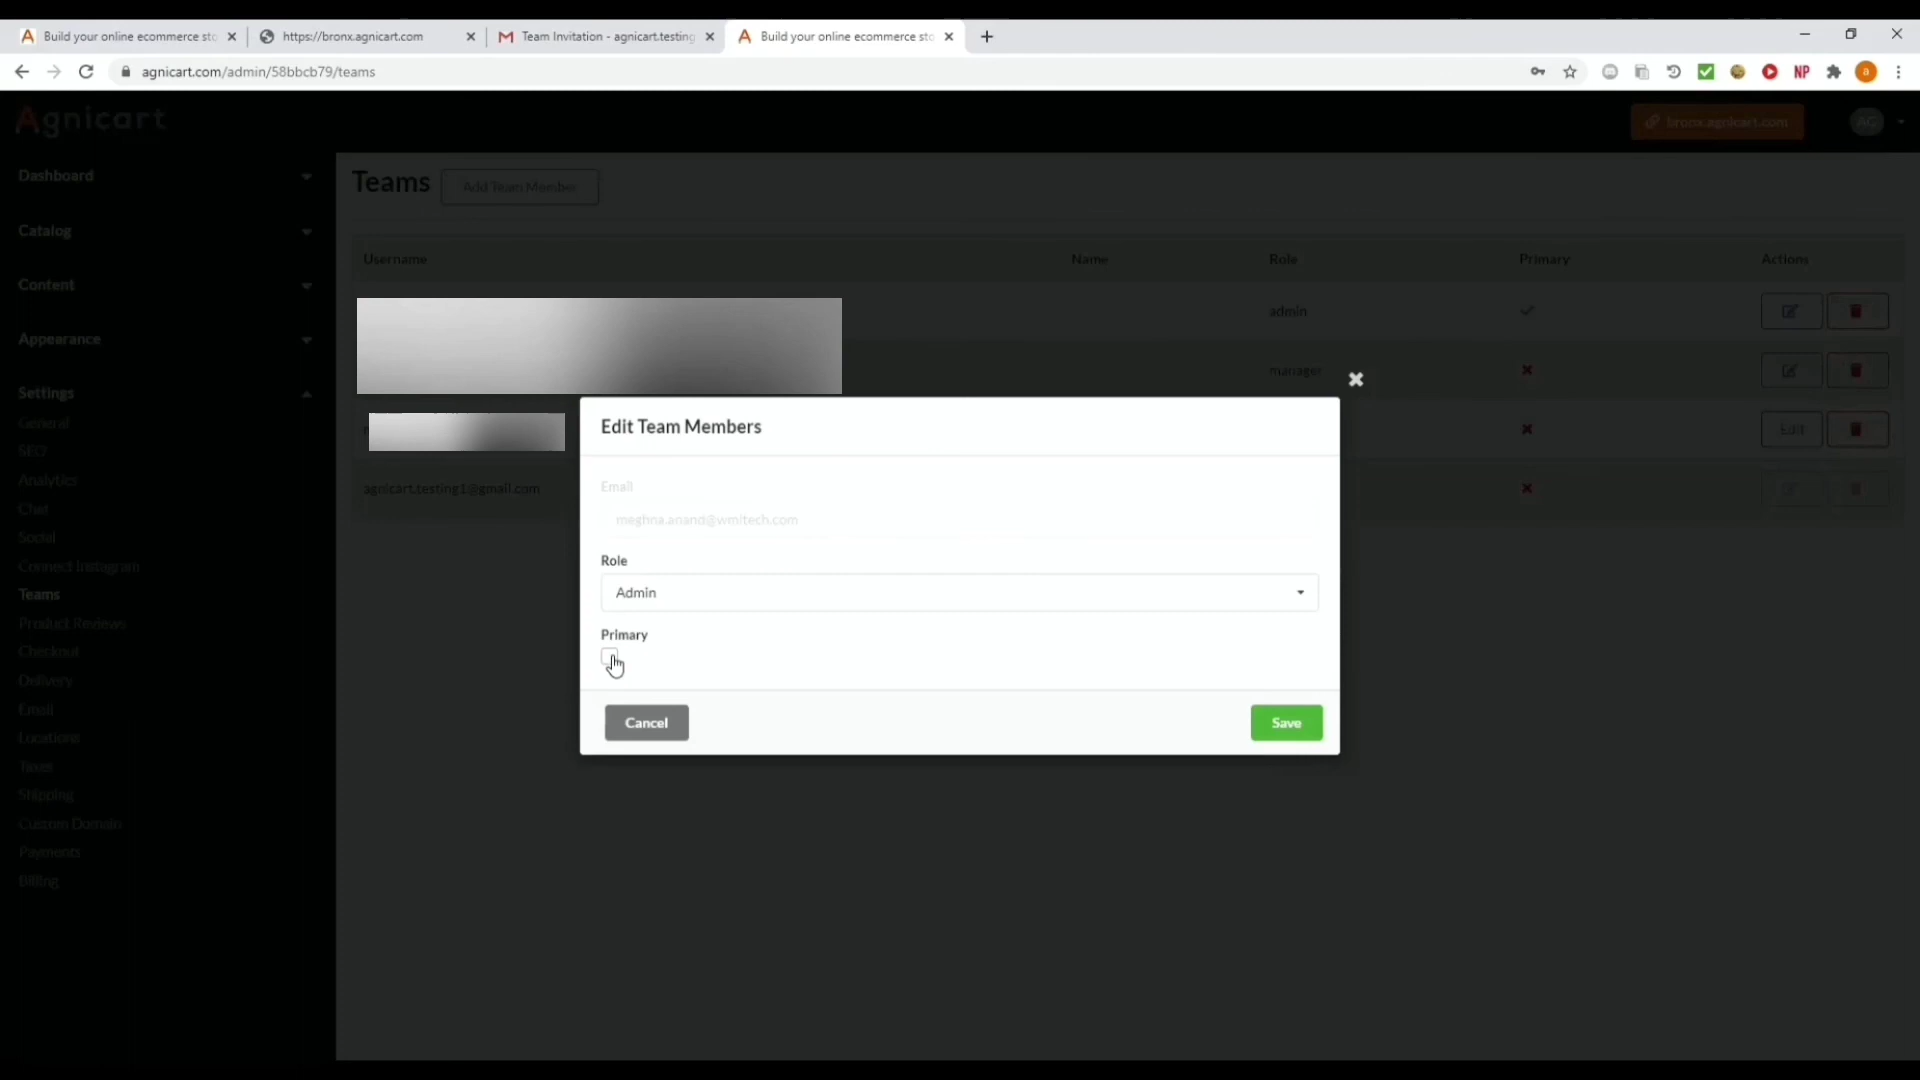 Build your online ecommerce sto
https://bronx.agnicart.com
Team Invitation - agnicart.testing
Build your online ecommerce sto
agnicart.com/admin/58bbcb79/teams
NP
a
Agnicart
bronx.agnicart.com
AG
Dashboard
Catalog
Content
Appearance
Settings
General
SEO
Analytics
Chat
Social
Connect Instagram
Teams
Product Reviews
Checkout
Delivery
Email
Locations
Taxes
Shipping
Custom Domain
Payments
Billing
Teams
Add Team Member
Username
Name
Role
Primary
Actions
admin
manager
Edit
agnicart.testing1@gmail.com
Edit Team Members
Email
meghna.anand@wmitech.com
Role
Admin
Primary
Cancel
Save